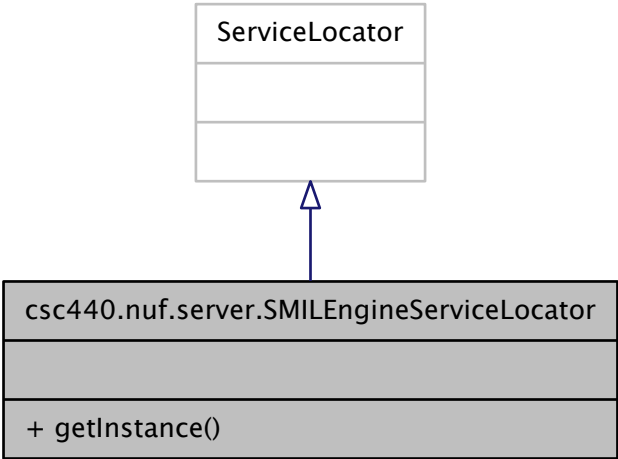 ServiceLocator
csc440.nuf.server.SMILEngineServiceLocator
+ getInstance()